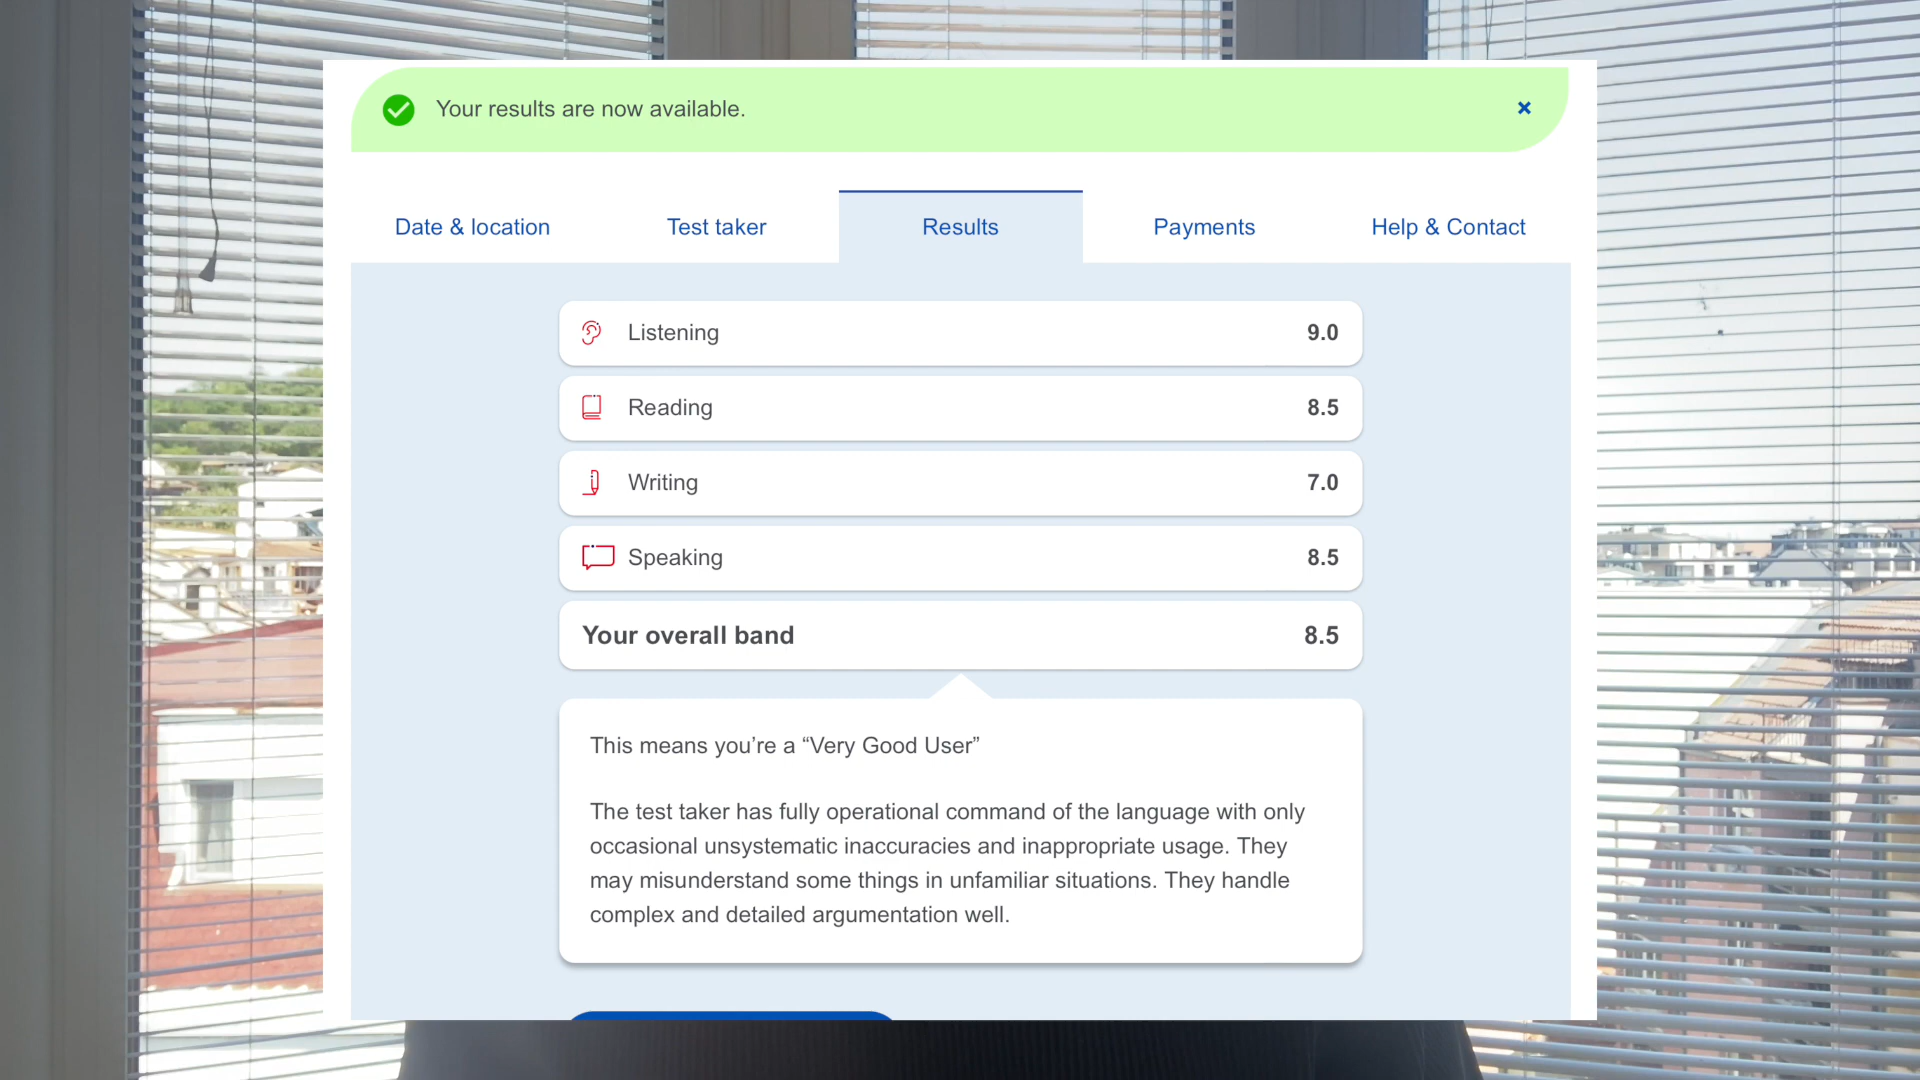 Your results are now available.
Date & location
Test taker
Results
Payments
Help & Contact
Listening 9.0
Reading 8.5
Writing 7.0
Speaking 8.5
Your overall band 8.5
This means you’re a “Very Good User”
The test taker has fully operational command of the language with only
occasional unsystematic inaccuracies and inappropriate usage. They
may misunderstand some things in unfamiliar situations. They handle
complex and detailed argumentation well.